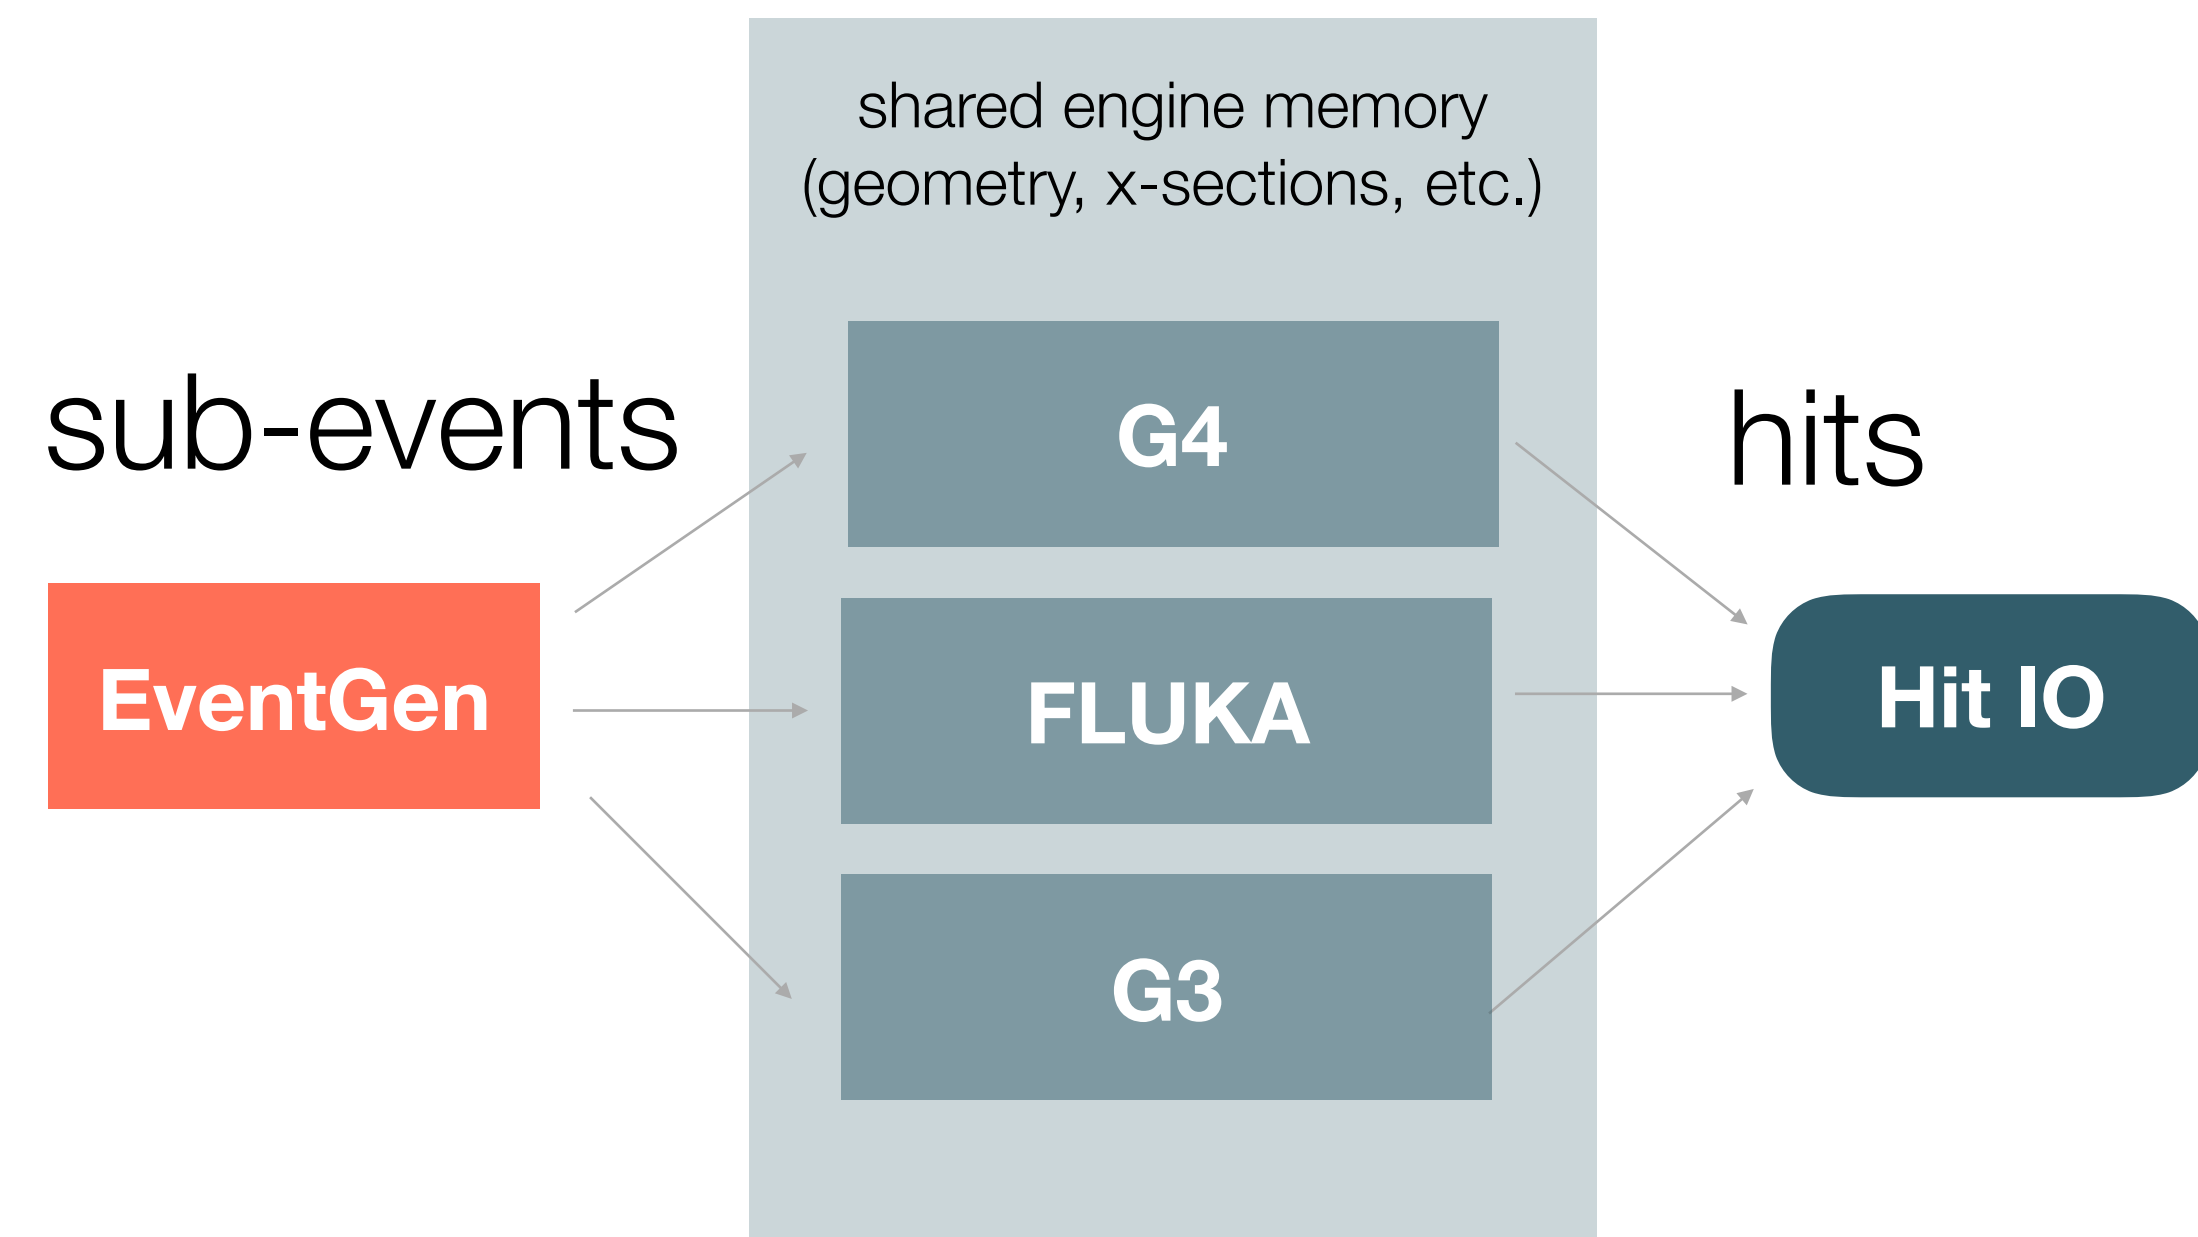 shared engine memory
(geometry, x-sections, etc.)
sub-events
G4
hits
EventGen
FLUKA
Hit IO
G3